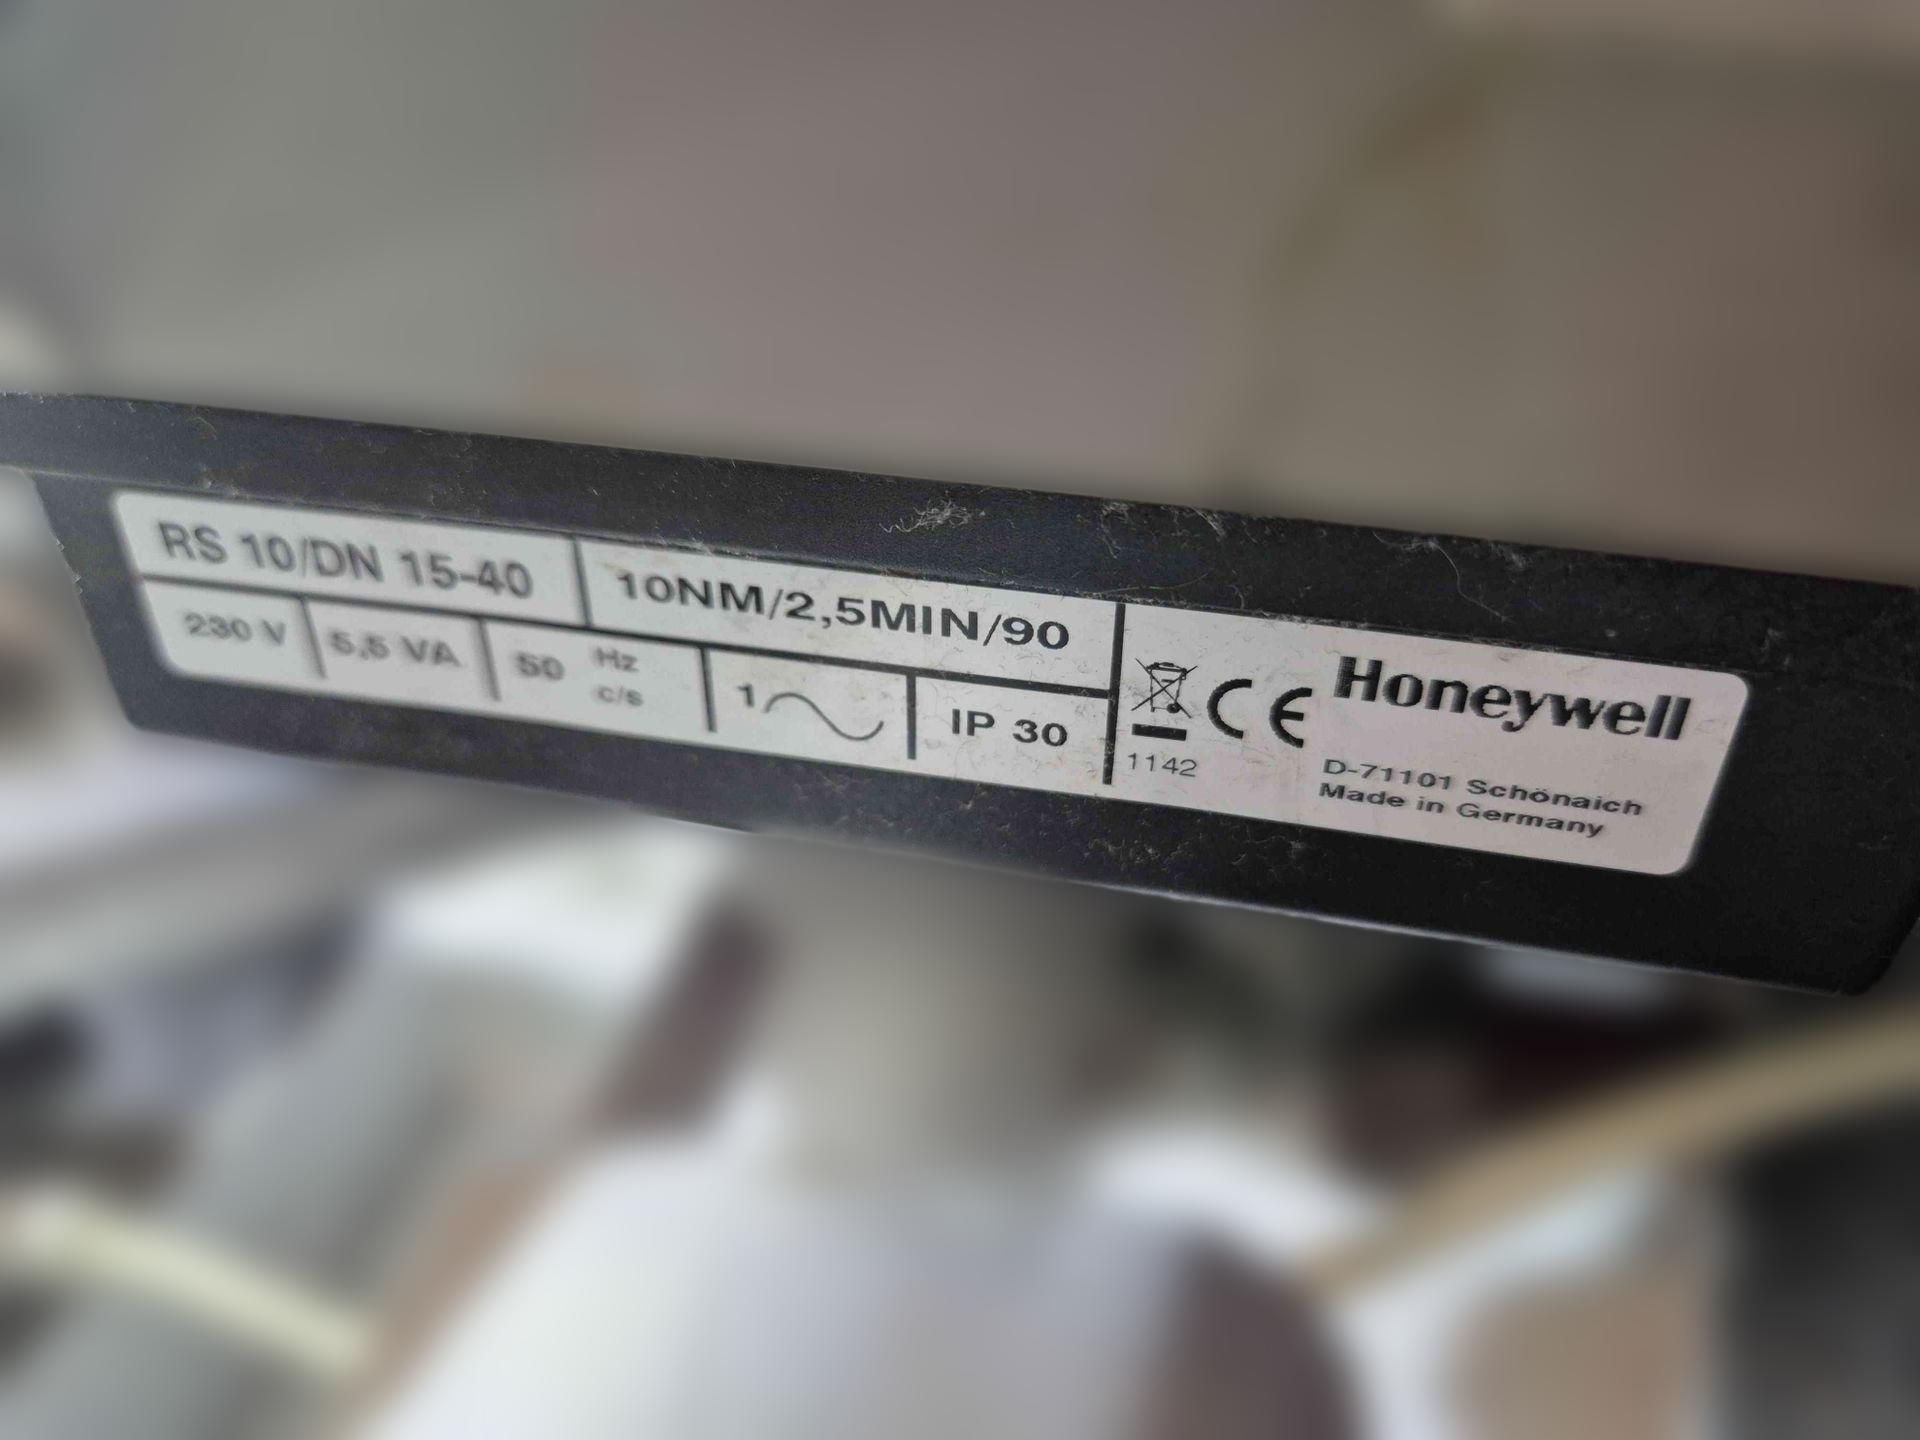 RS 10/DN 15-40
10NM/2,5MIN/90
230 V
5,5 VA
50 Hz
c/s
1
IP 30
1142
CE
Honeywell
D-71101 Schönaich
Made in Germany